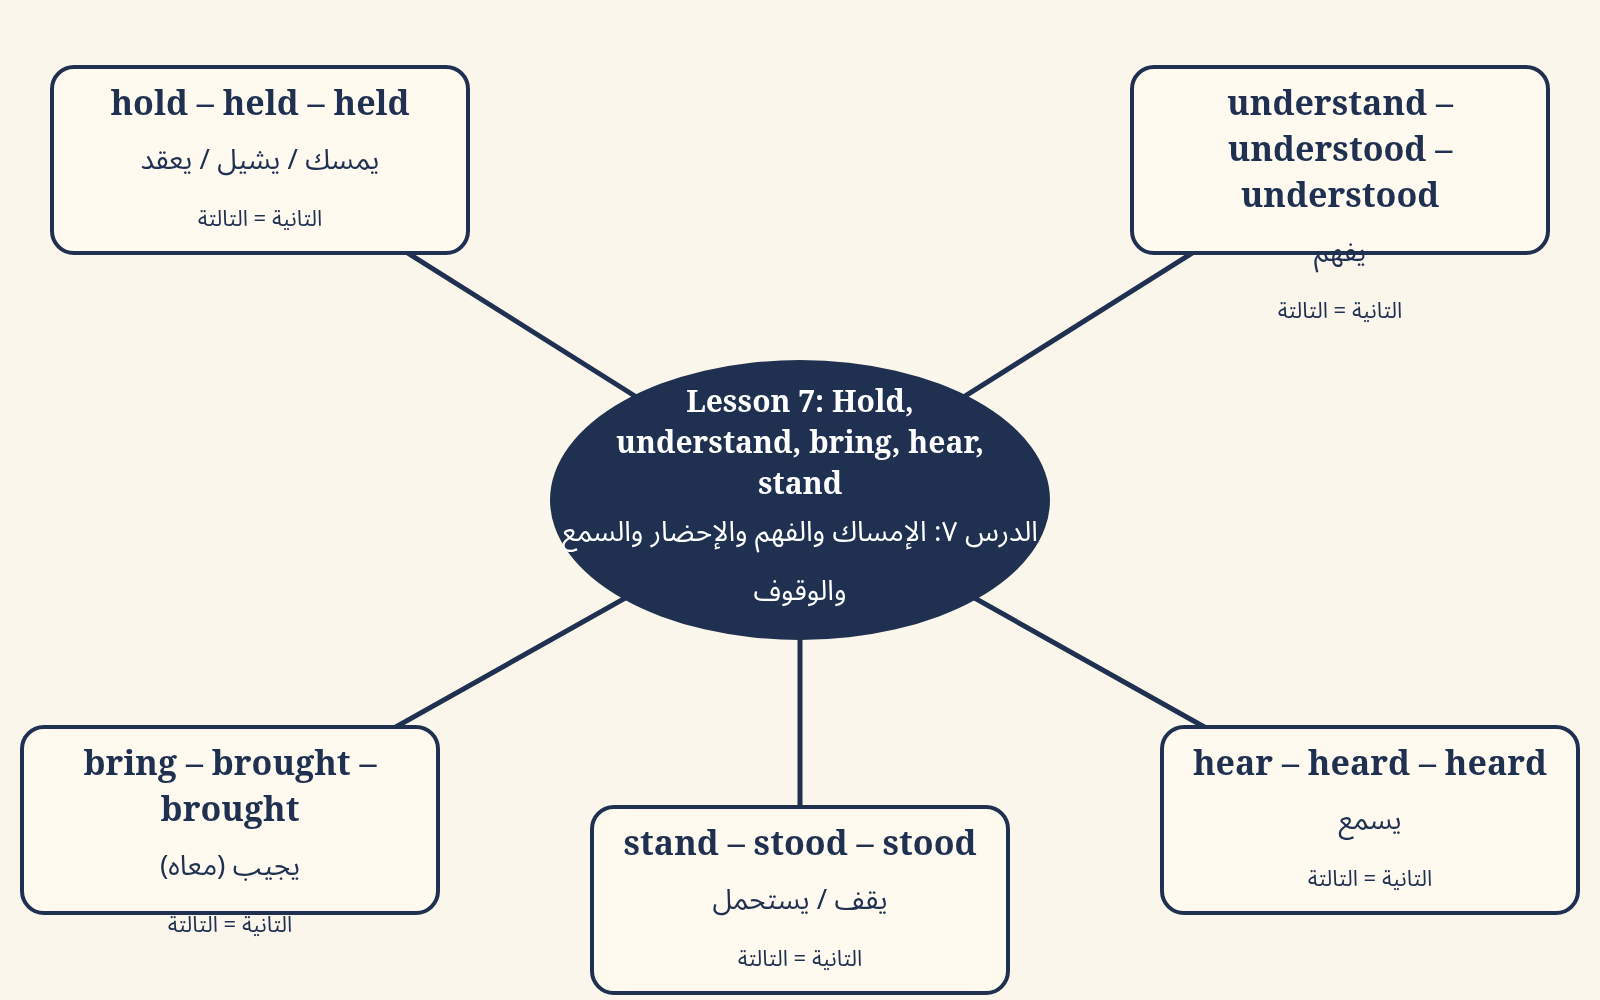 hold – held – held
يمسك / يشيل / يعقد
التانية = التالتة
understand –
understood –
understood
يفهم
التانية = التالتة
Lesson 7: Hold,
understand, bring, hear,
stand
الدرس ٧: الإمساك والفهم والإحضار والسمع
والوقوف
bring – brought –
brought
يجيب (معاه)
التانية = التالتة
stand – stood – stood
يقف / يستحمل
التانية = التالتة
hear – heard – heard
يسمع
التانية = التالتة